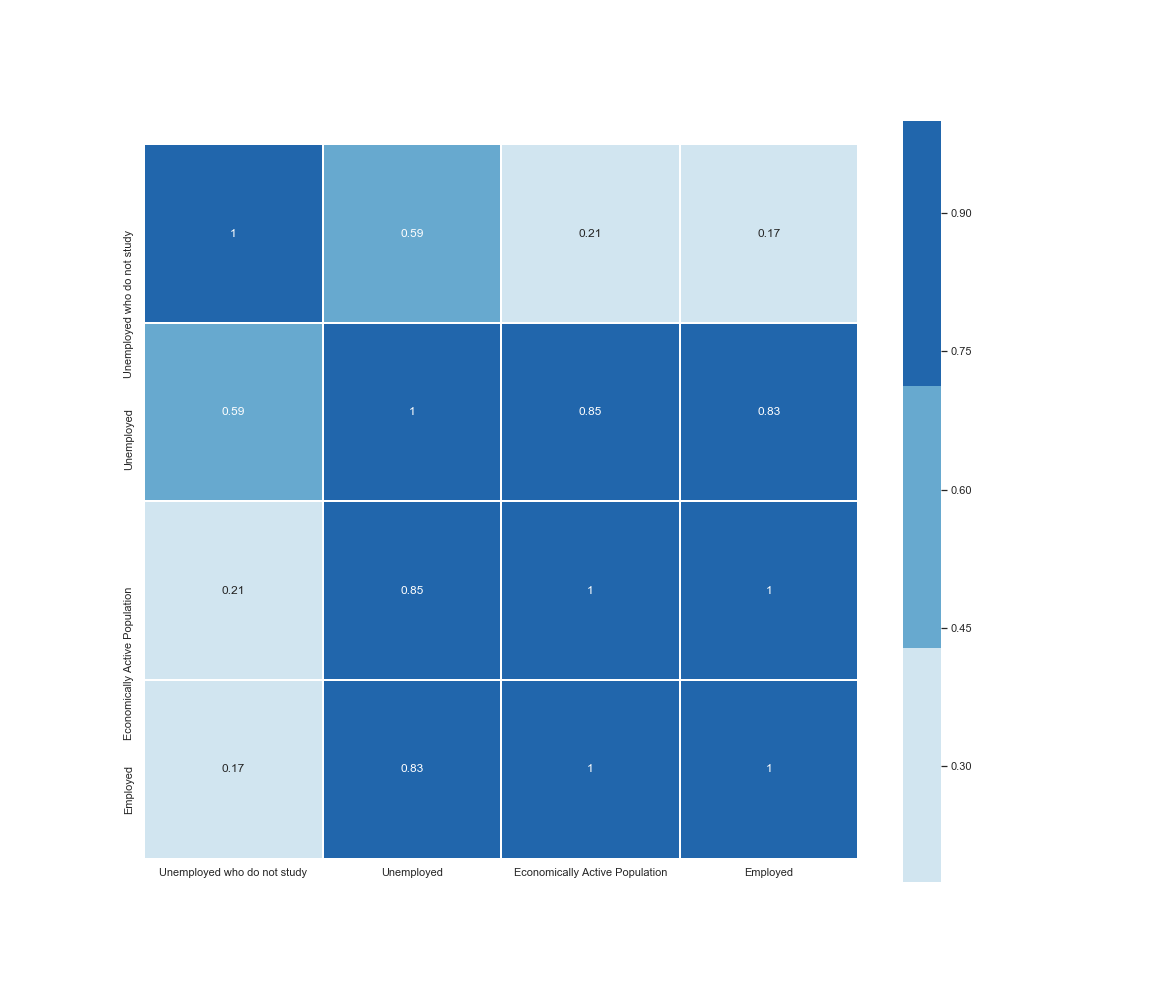 Unemployed who do not study
1
0.59
0.21
0.17
Unemployed
0.59
1
0.85
0.83
Economically Active Population
0.21
0.85
1
1
Employed
0.17
0.83
1
1
Unemployed who do not study
Unemployed
Economically Active Population
Employed
0.90
0.75
0.60
0.45
0.30